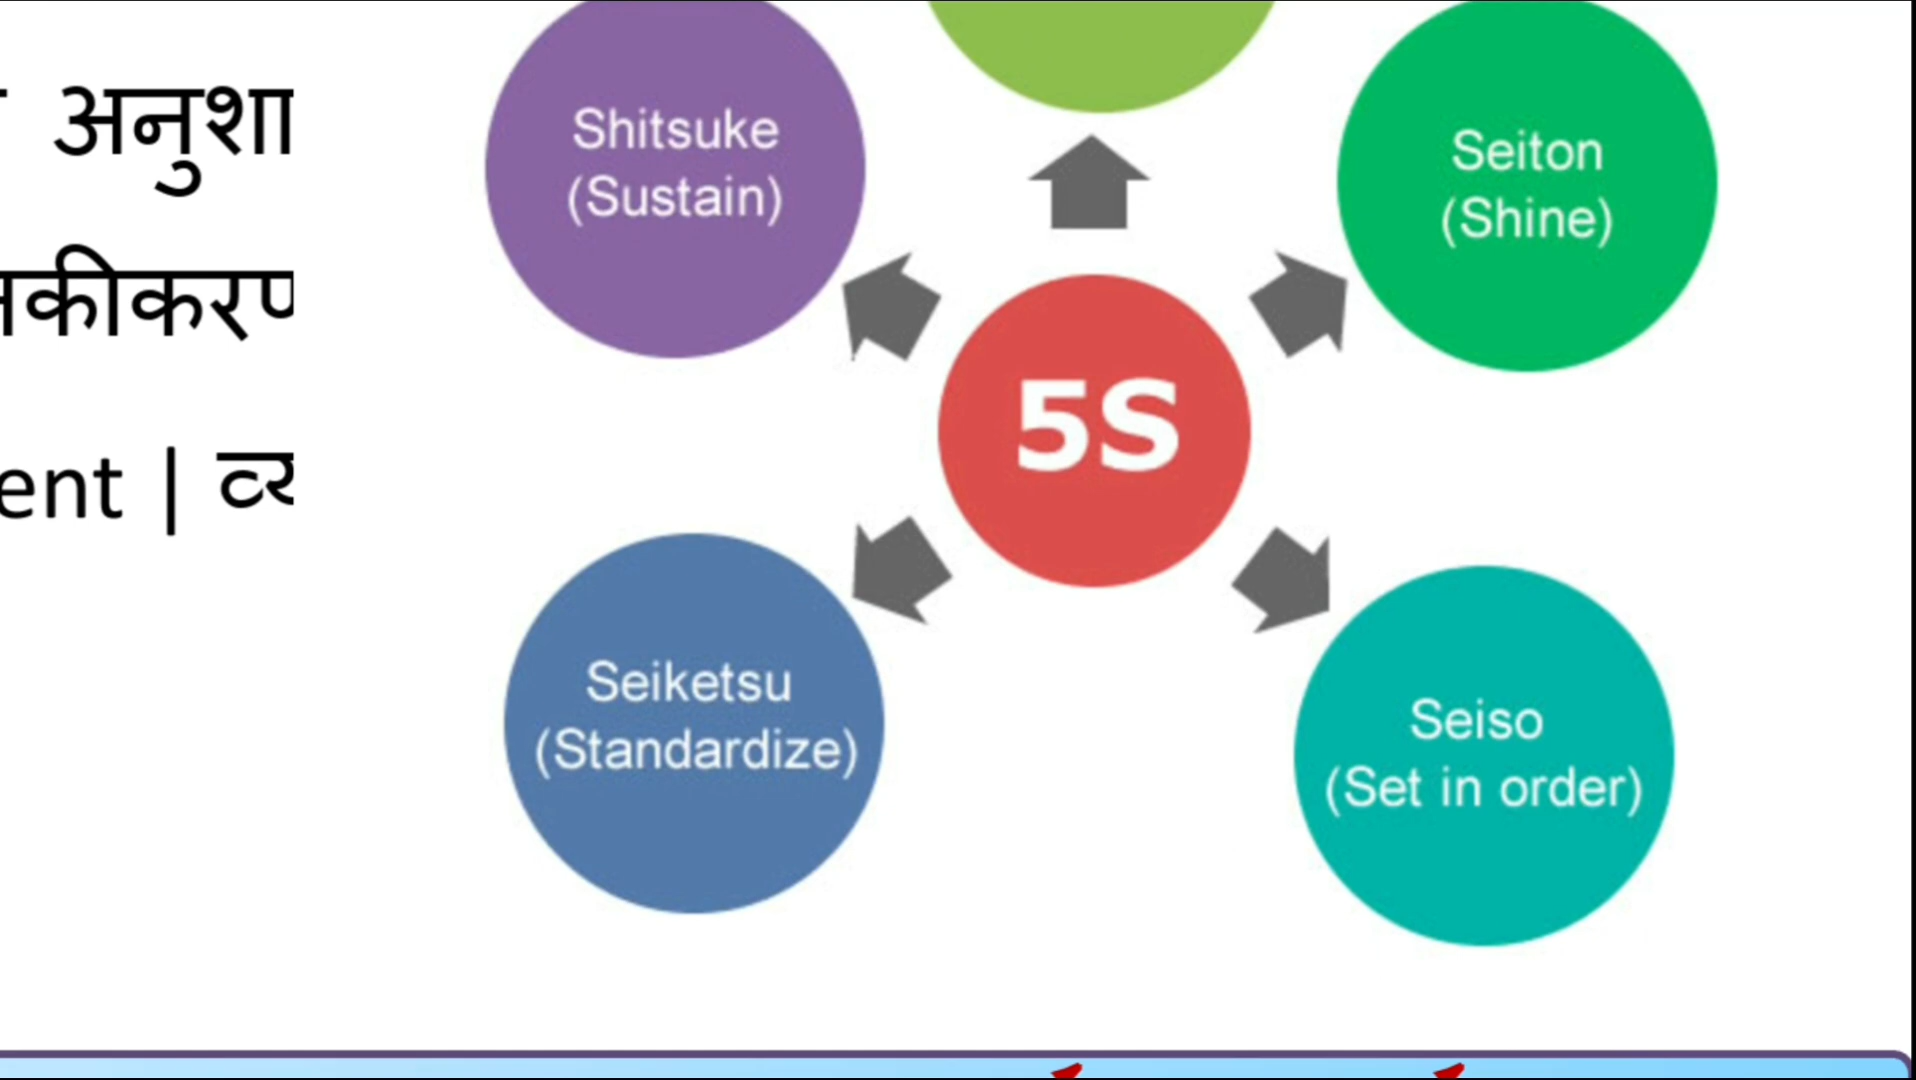 अनुशा
कीकरण
ent | व्य
Shitsuke
(Sustain)
Seiton
(Shine)
5S
Seiketsu
(Standardize)
Seiso
(Set in order)